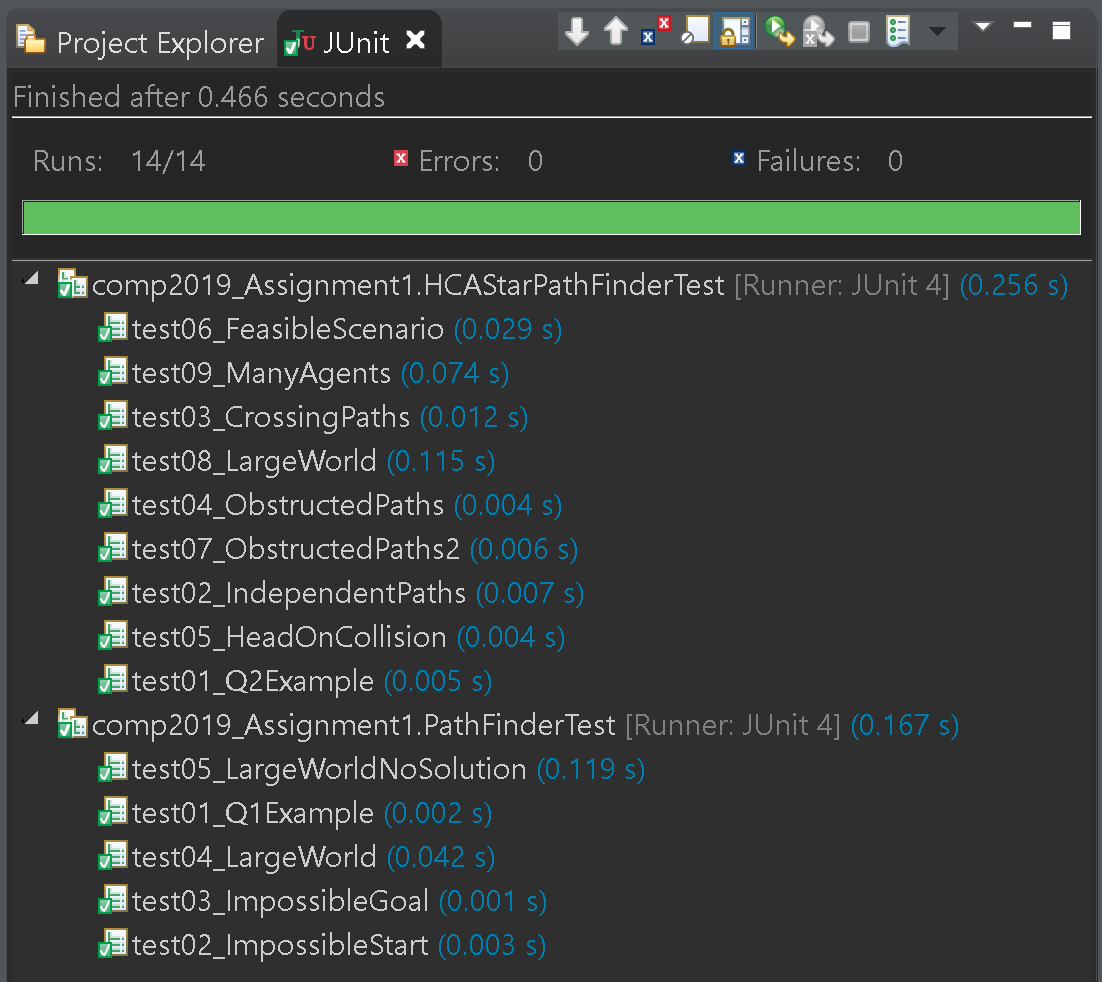 Project Explorer JUnit
Finished after 0.466 seconds
Runs: 14/14 Errors: 0 Failures: 0
comp2019_Assignment1.HCAStarPathFinderTest [Runner: JUnit 4] (0.256 s)
test06_FeasibleScenario (0.029 s)
test09_ManyAgents (0.074 s)
test03_CrossingPaths (0.012 s)
test08_LargeWorld (0.115 s)
test04_ObstructedPaths (0.004 s)
test07_ObstructedPaths2 (0.006 s)
test02_IndependentPaths (0.007 s)
test05_HeadOnCollision (0.004 s)
test01_Q2Example (0.005 s)
comp2019_Assignment1.PathFinderTest [Runner: JUnit 4] (0.167 s)
test05_LargeWorldNoSolution (0.119 s)
test01_Q1Example (0.002 s)
test04_LargeWorld (0.042 s)
test03_ImpossibleGoal (0.001 s)
test02_ImpossibleStart (0.003 s)